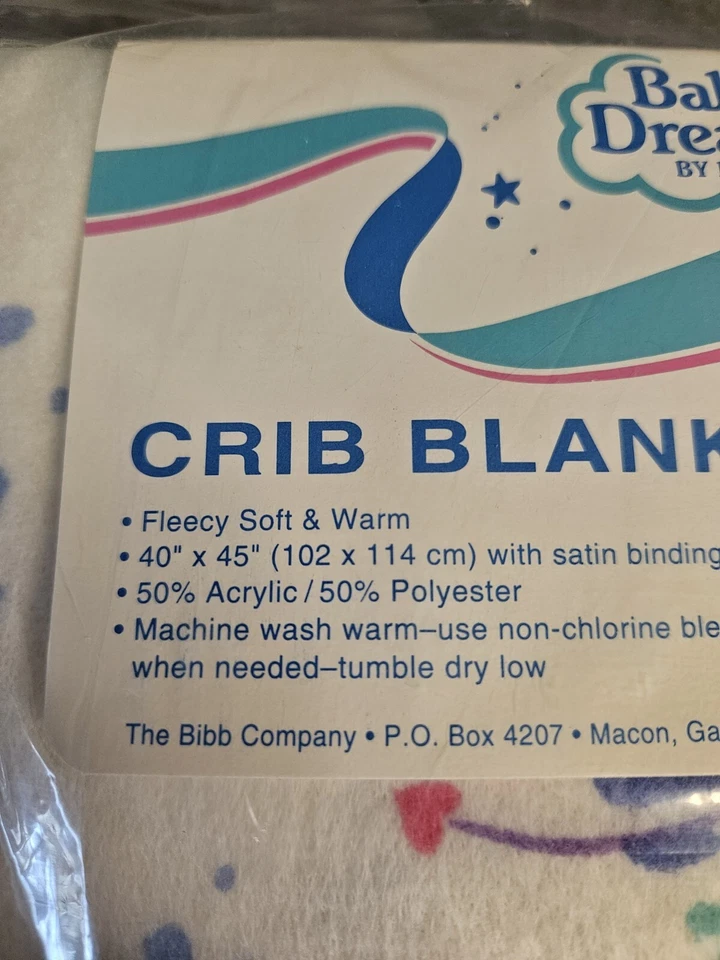 Bab
Drea
BY
CRIB BLANK
• Fleecy Soft & Warm
• 40" x 45" (102 x 114 cm) with satin binding
• 50% Acrylic / 50% Polyester
• Machine wash warm–use non-chlorine ble
when needed–tumble dry low
The Bibb Company • P.O. Box 4207 • Macon, Ga